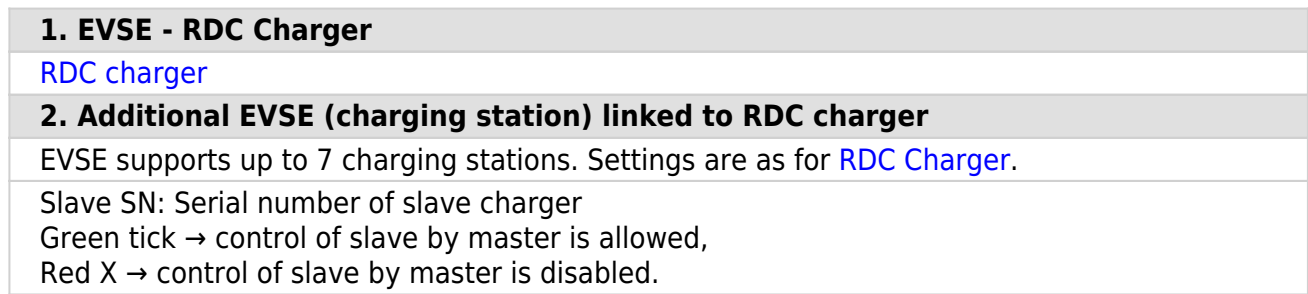 1. EVSE - RDC Charger
RDC charger
2. Additional EVSE (charging station) linked to RDC charger
EVSE supports up to 7 charging stations. Settings are as for RDC Charger.
Slave SN: Serial number of slave charger
Green tick → control of slave by master is allowed,
Red X → control of slave by master is disabled.